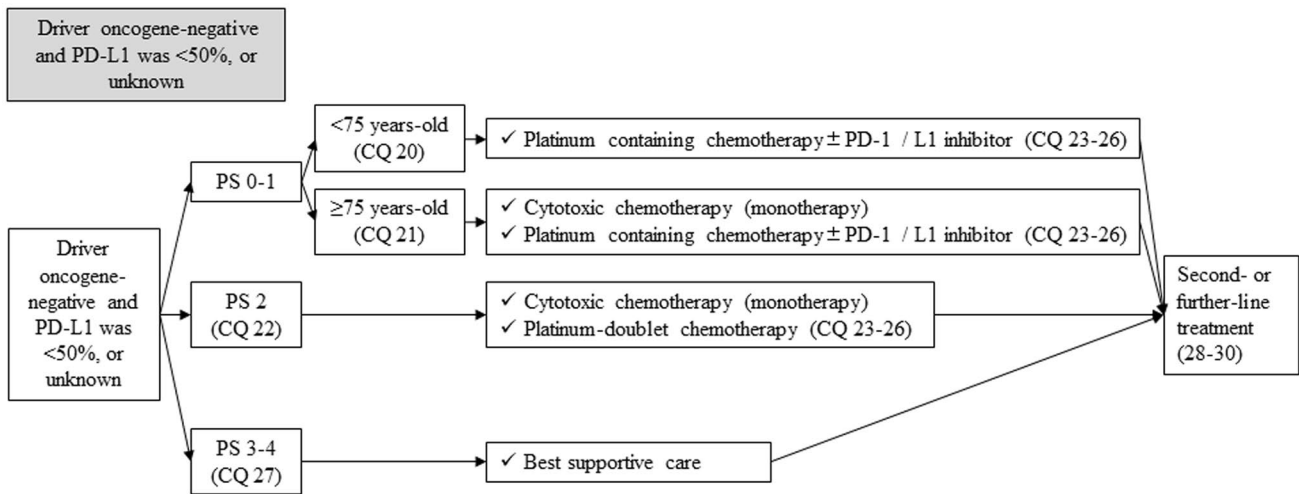 Driver oncogene-negative
and PD-L1 was <50%, or
unknown
<75 years-old
(CQ 20)
✓ Platinum containing chemotherapy ± PD-1 / L1 inhibitor (CQ 23-26)
PS 0-1
≥75 years-old
(CQ 21)
✓ Cytotoxic chemotherapy (monotherapy)
✓ Platinum containing chemotherapy ± PD-1 / L1 inhibitor (CQ 23-26)
Driver
oncogene-
negative and
PD-L1 was
<50%, or
unknown
PS 2
(CQ 22)
✓ Cytotoxic chemotherapy (monotherapy)
✓ Platinum-doublet chemotherapy (CQ 23-26)
Second- or
further-line
treatment
(28-30)
PS 3-4
(CQ 27)
✓ Best supportive care